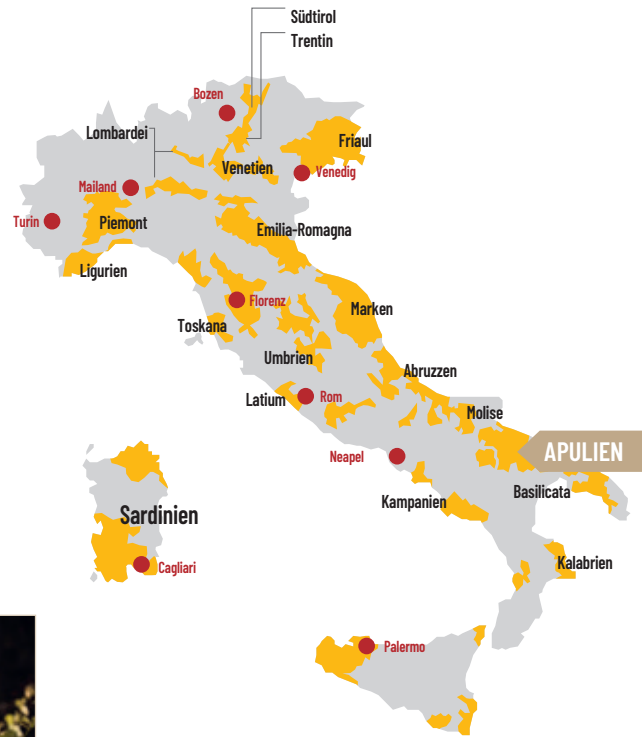 Südtirol
Trentin
Bozen
Lombardei
Friaul
Venetien
Venedig
Mailand
Turin
Piemont
Emilia-Romagna
Ligurien
Florenz
Marken
Toskana
Umbrien
Abruzzen
Latium
Rom
Molise
APULIEN
Neapel
Basilicata
Kampanien
Sardinien
Kalabrien
Cagliari
Palermo